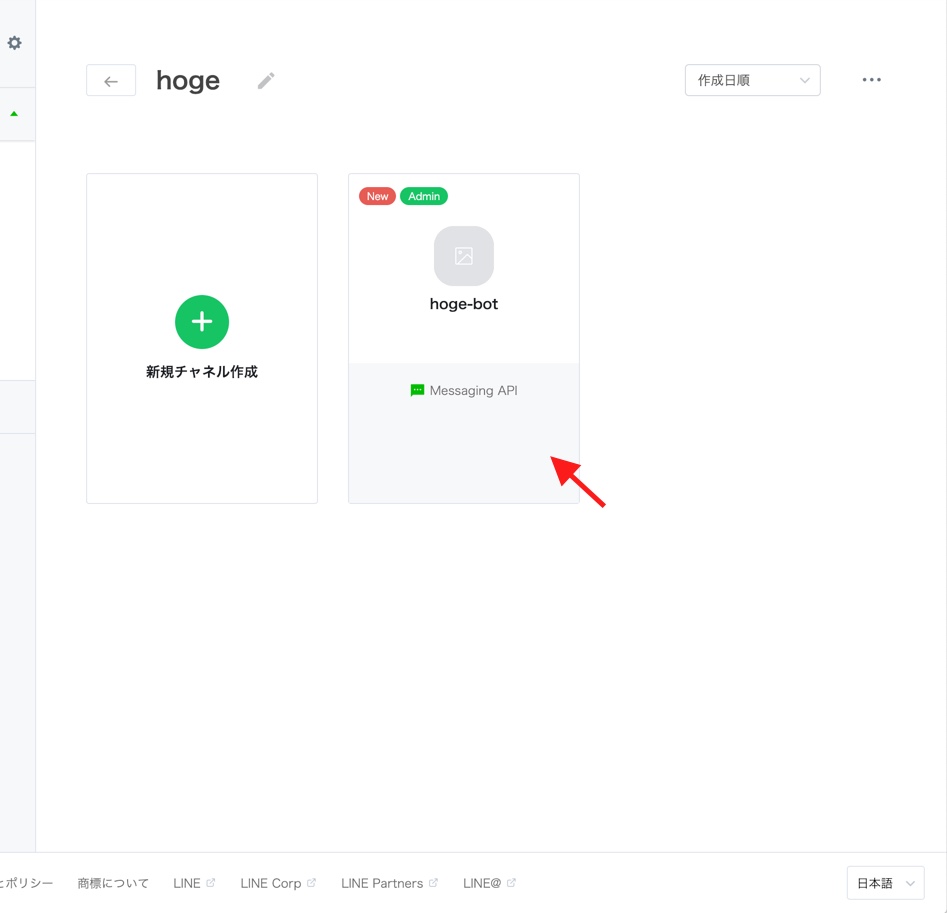 hoge
作成日順
New
Admin
hoge-bot
新規チャネル作成
Messaging API
とポリシー
商標について
LINE
LINE Corp
LINE Partners
LINE@
日本語